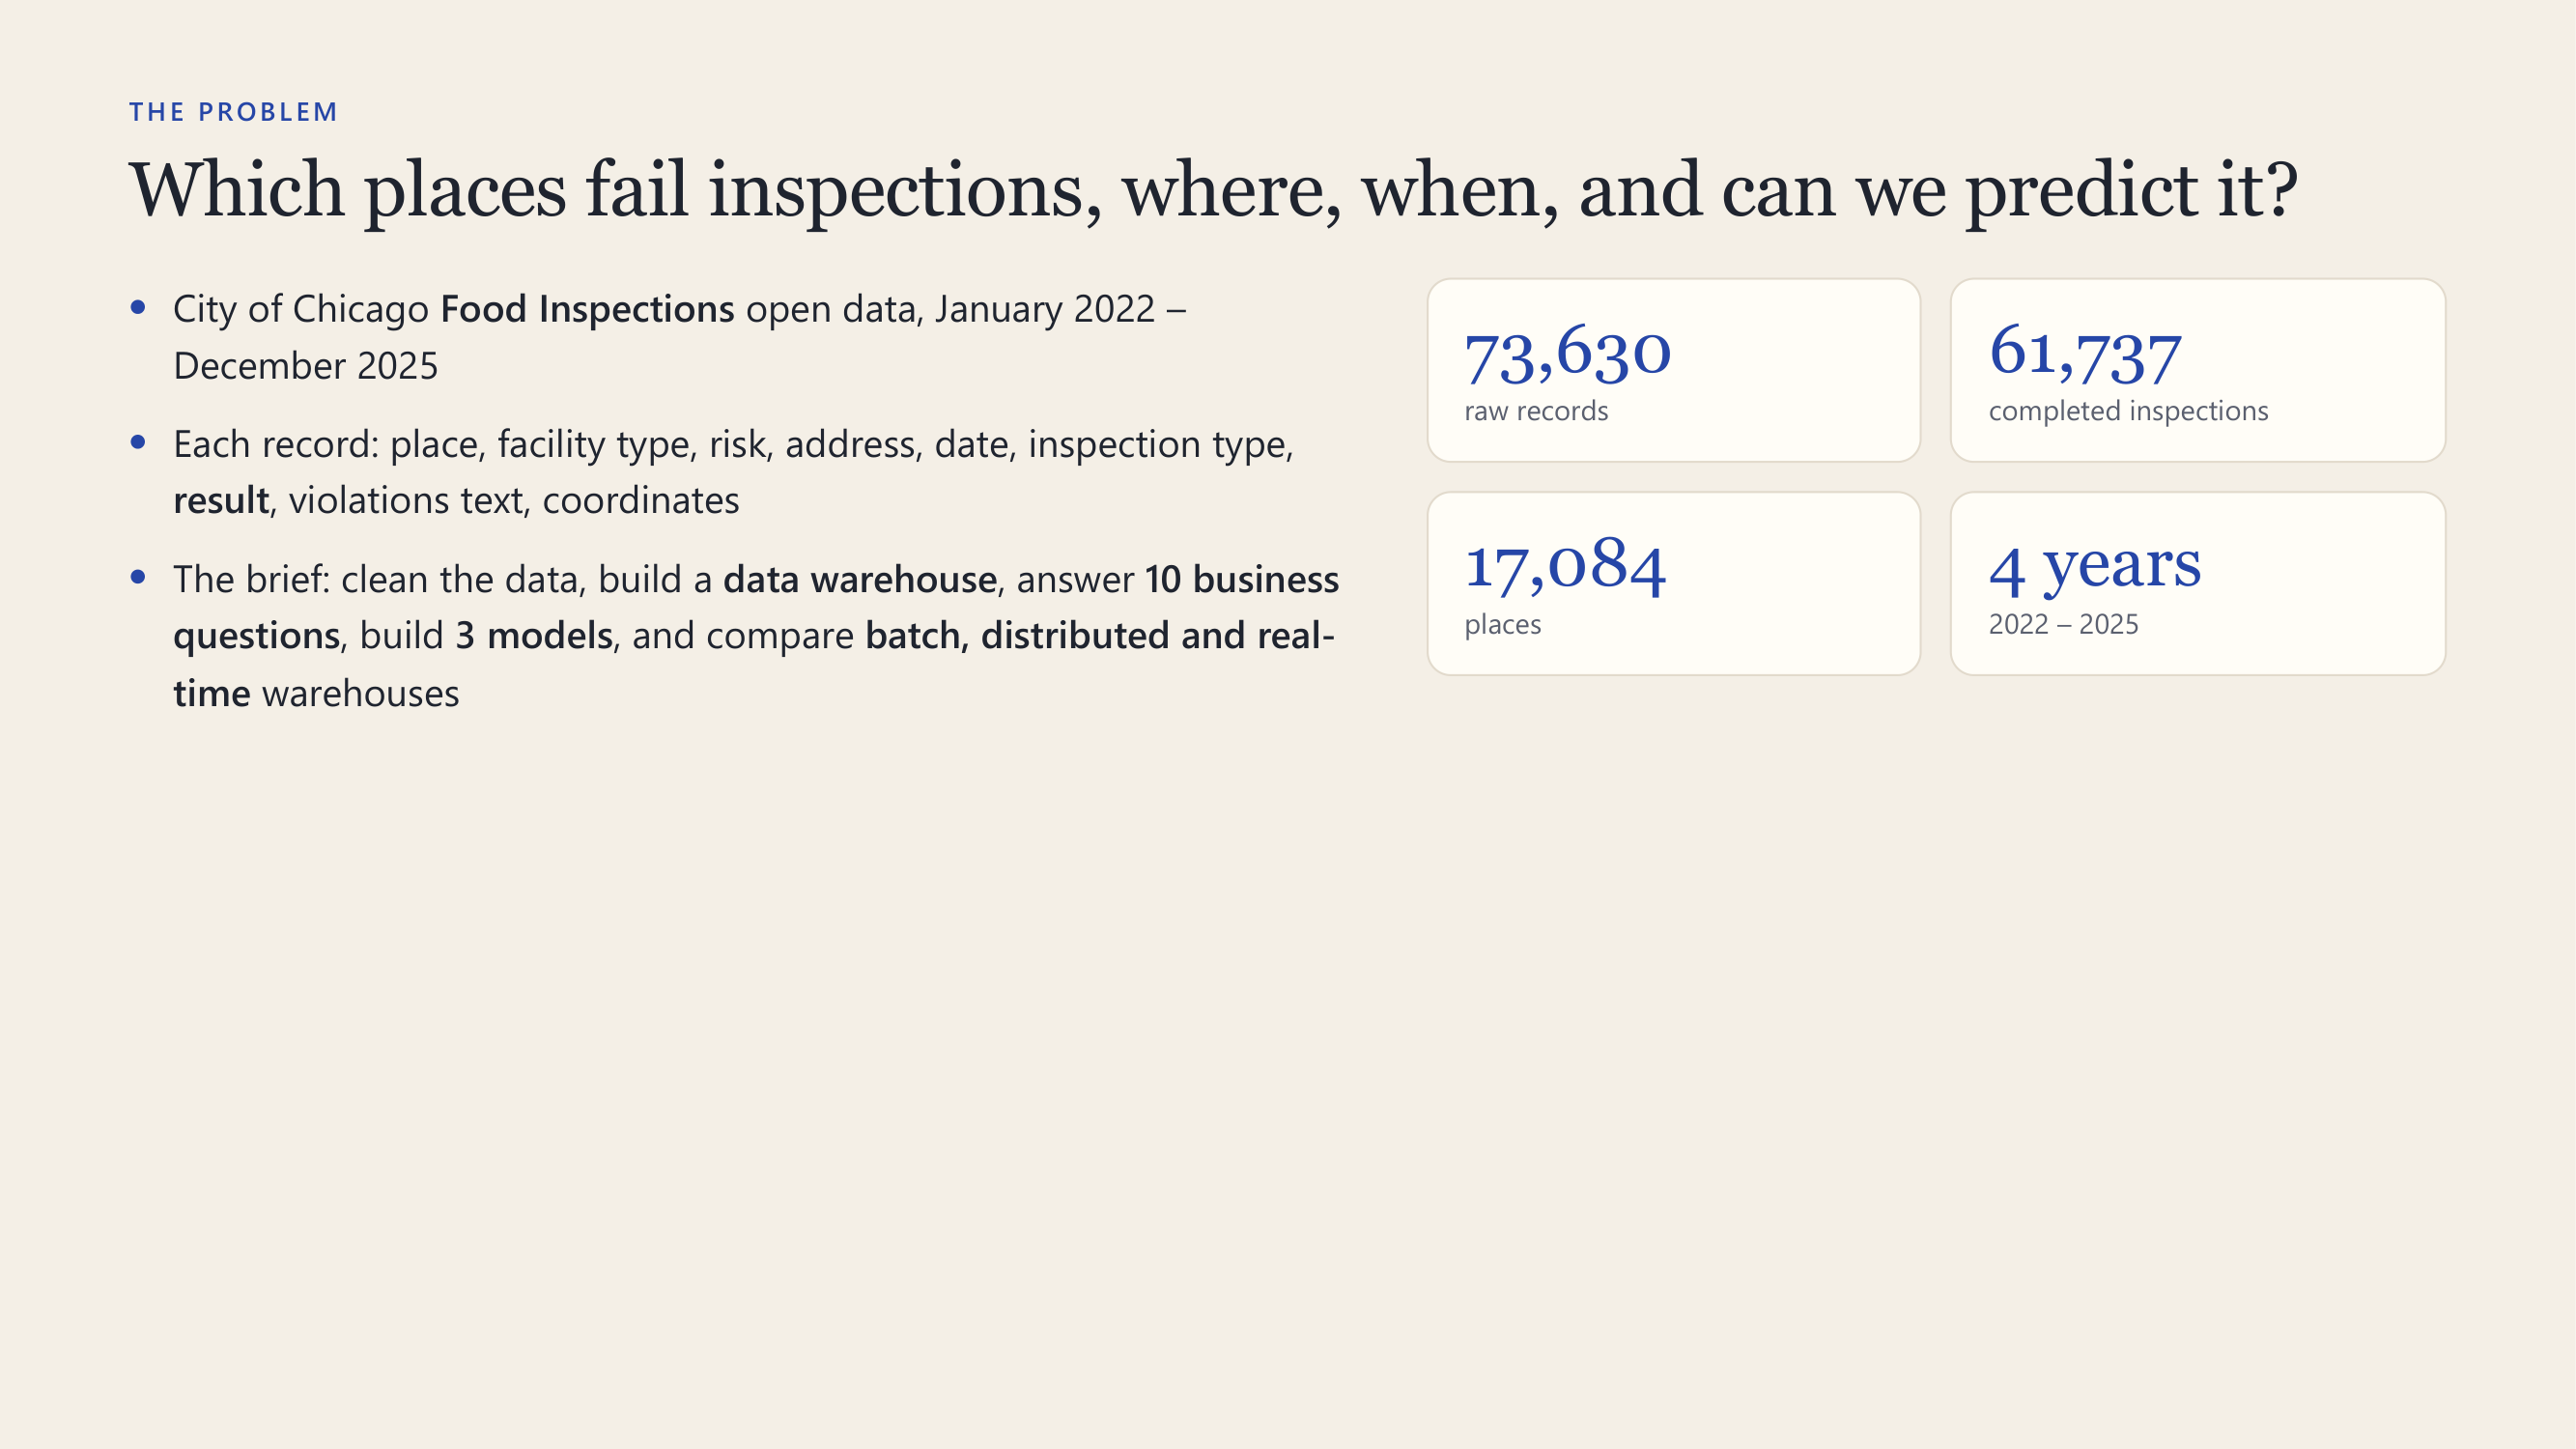 THE PROBLEM
Which places fail inspections, where, when, and can we predict it?
City of Chicago Food Inspections open data, January 2022 –
December 2025
Each record: place, facility type, risk, address, date, inspection type,
result, violations text, coordinates
The brief: clean the data, build a data warehouse, answer 10 business
questions, build 3 models, and compare batch, distributed and real-
time warehouses
73,630
raw records
61,737
completed inspections
17,084
places
4 years
2022 – 2025